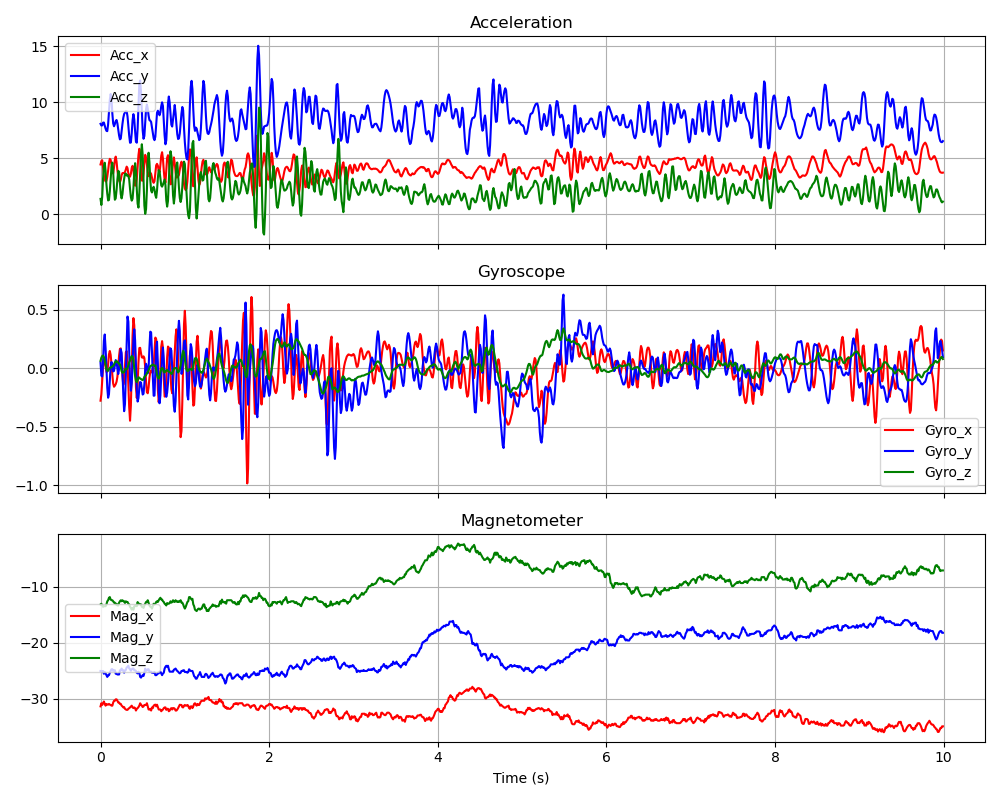 Acceleration
15
10
5
0
Acc_x
Acc_y
Acc_z
Gyroscope
0.5
0.0
−0.5
−1.0
Gyro_x
Gyro_y
Gyro_z
Magnetometer
−10
−20
−30
Mag_x
Mag_y
Mag_z
0 2 4 6 8 10
Time (s)